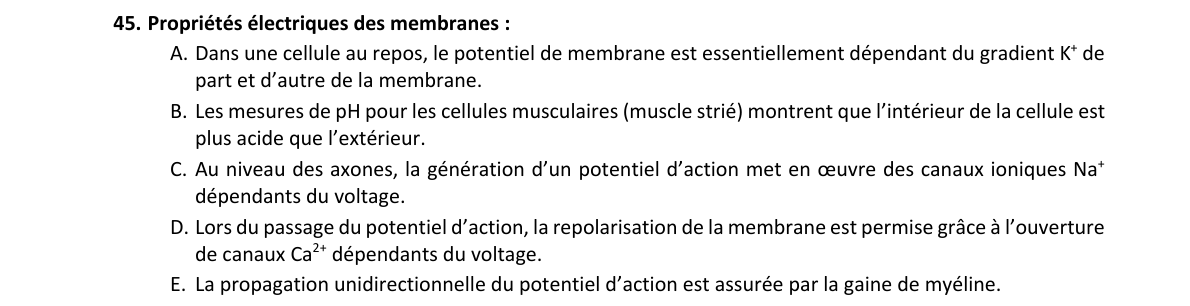 45. Propriétés électriques des membranes :
A. Dans une cellule au repos, le potentiel de membrane est essentiellement dépendant du gradient K⁺ de
part et d’autre de la membrane.
B. Les mesures de pH pour les cellules musculaires (muscle strié) montrent que l’intérieur de la cellule est
plus acide que l’extérieur.
C. Au niveau des axones, la génération d’un potentiel d’action met en œuvre des canaux ioniques Na⁺
dépendants du voltage.
D. Lors du passage du potentiel d’action, la repolarisation de la membrane est permise grâce à l’ouverture
de canaux Ca²⁺ dépendants du voltage.
E. La propagation unidirectionnelle du potentiel d’action est assurée par la gaine de myéline.